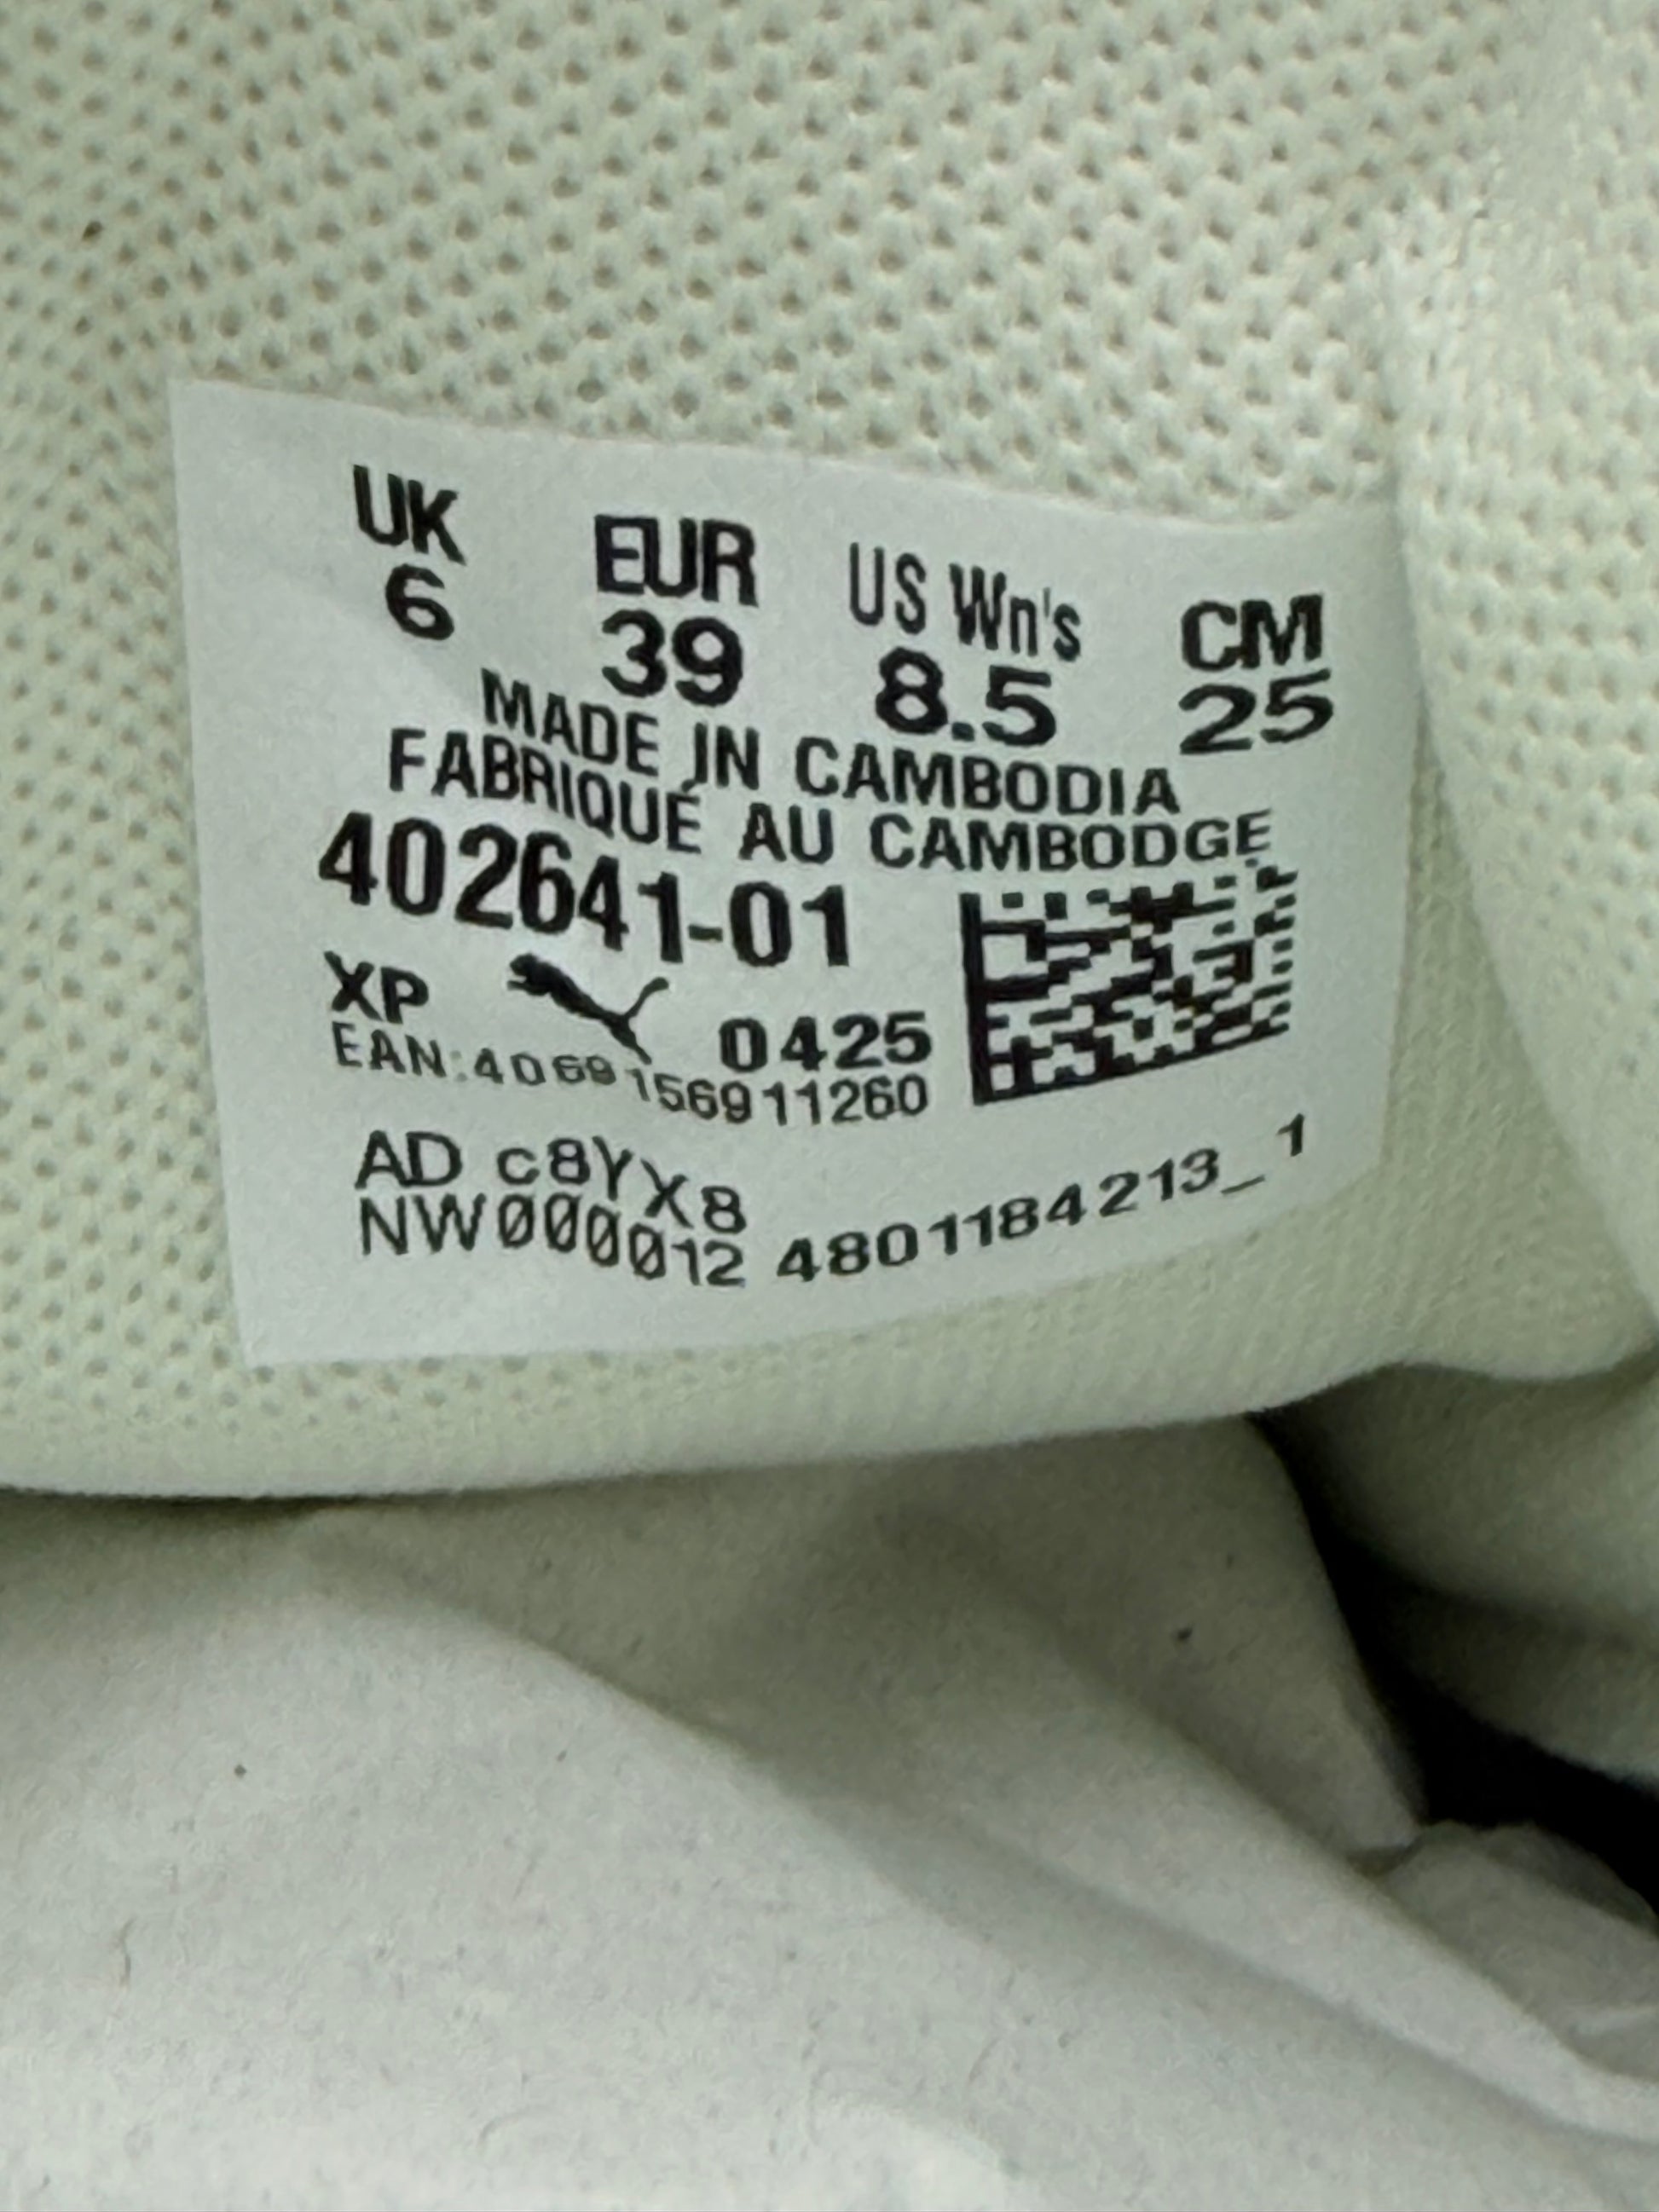 UK EUR US Wn's CM
6 39 8.5 25
MADE IN CAMBODIA
FABRIQUÉ AU CAMBODGE
402641-01
XP 0425
EAN:4069156911260
AD c8YX8
NW000012 4801184213_1